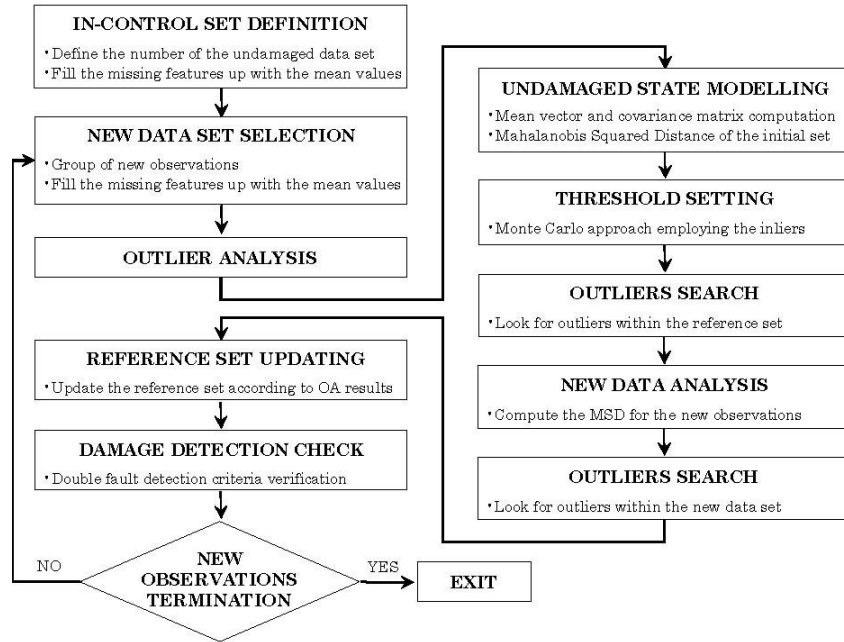 IN-CONTROL SET DEFINITION
• Define the number of the undamaged data set
• Fill the missing features up with the mean values
NEW DATA SET SELECTION
• Group of new observations
• Fill the missing features up with the mean values
OUTLIER ANALYSIS
UNDAMAGED STATE MODELLING
• Mean vector and covariance matrix computation
• Mahalanobis Squared Distance of the initial set
THRESHOLD SETTING
• Monte Carlo approach employing the inliers
OUTLIERS SEARCH
• Look for outliers within the reference set
NEW DATA ANALYSIS
• Compute the MSD for the new observations
OUTLIERS SEARCH
• Look for outliers within the new data set
REFERENCE SET UPDATING
• Update the reference set according to OA results
DAMAGE DETECTION CHECK
• Double fault detection criteria verification
NEW
OBSERVATIONS
TERMINATION
NO
YES
EXIT